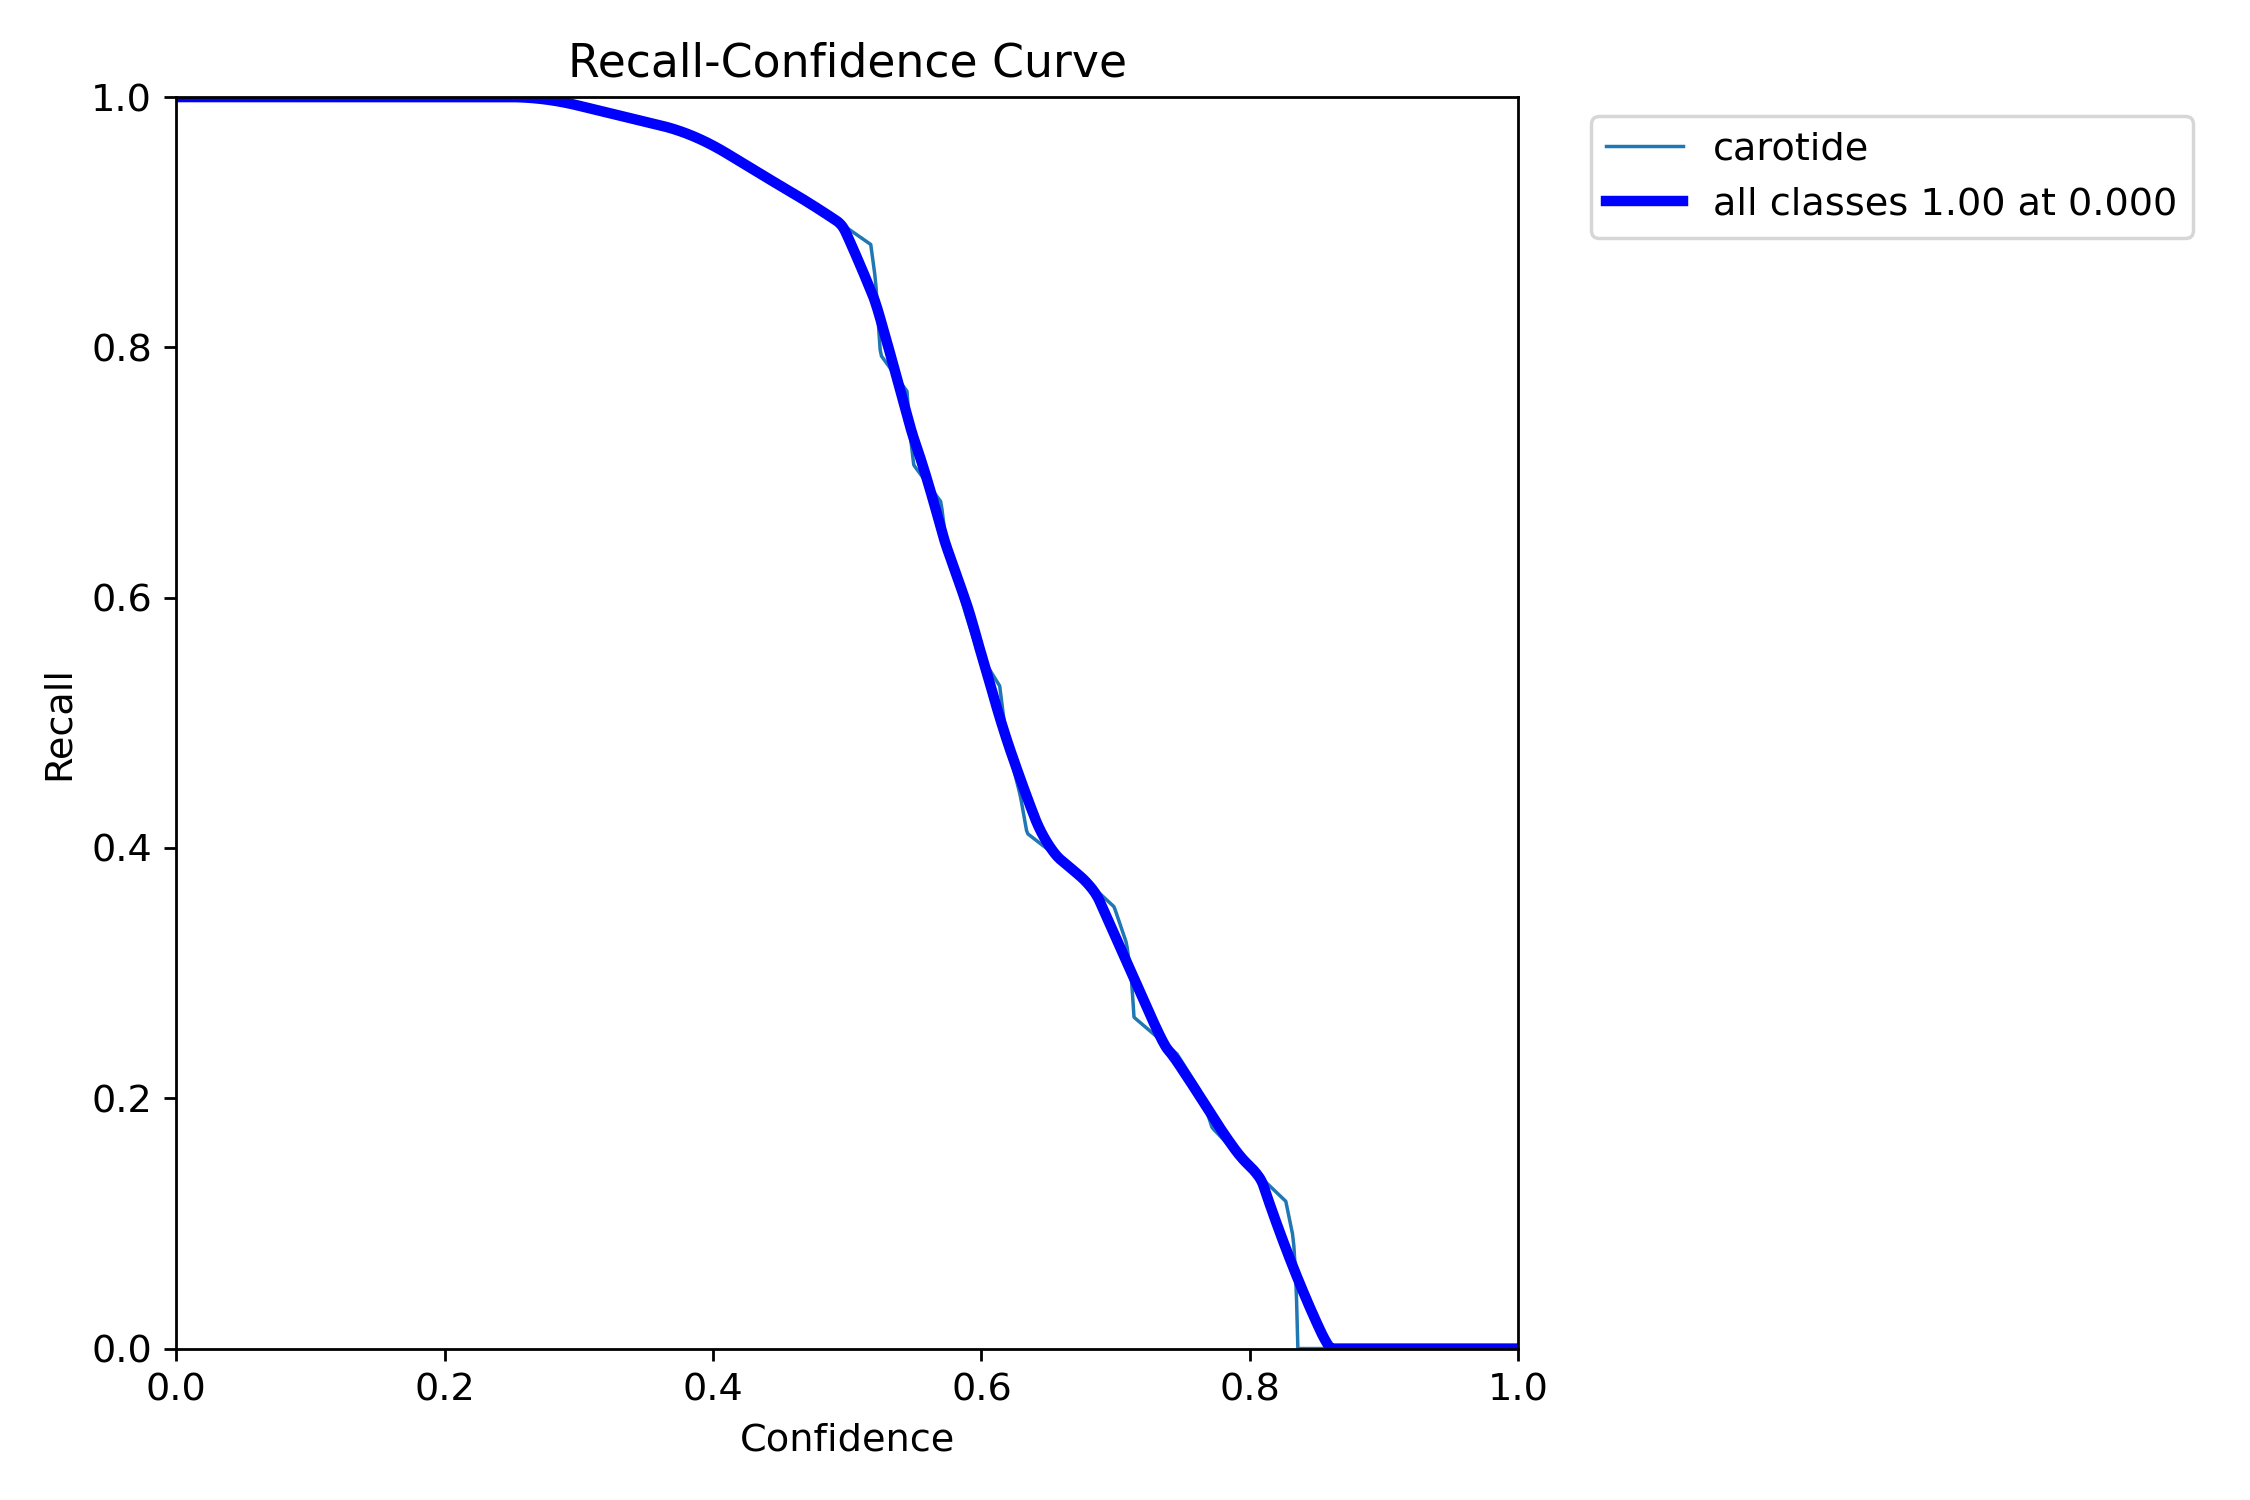 Recall-Confidence Curve
1.0
0.8
0.6
0.4
0.2
0.0
Recall
0.0 0.2 0.4 0.6 0.8 1.0
Confidence
carotide
all classes 1.00 at 0.000